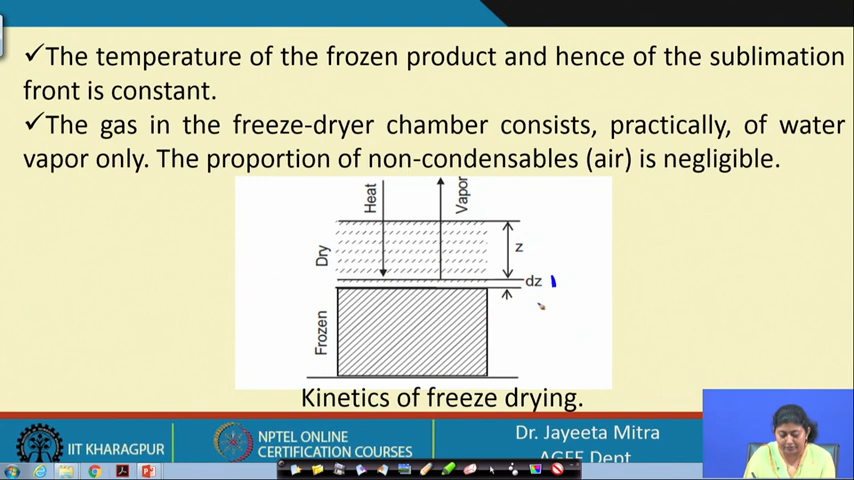 ✓The temperature of the frozen product and hence of the sublimation
front is constant.
✓The gas in the freeze-dryer chamber consists, practically, of water
vapor only. The proportion of non-condensables (air) is negligible.
Heat
Vapor
Dry
z
dz
Frozen
Kinetics of freeze drying.
IIT KHARAGPUR
NPTEL ONLINE
CERTIFICATION COURSES
Dr. Jayeeta Mitra
AGFE Dept